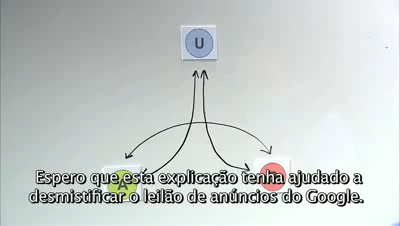 U
A
Espero que esta explicação tenha ajudado a
desmistificar o leilão de anúncios do Google.